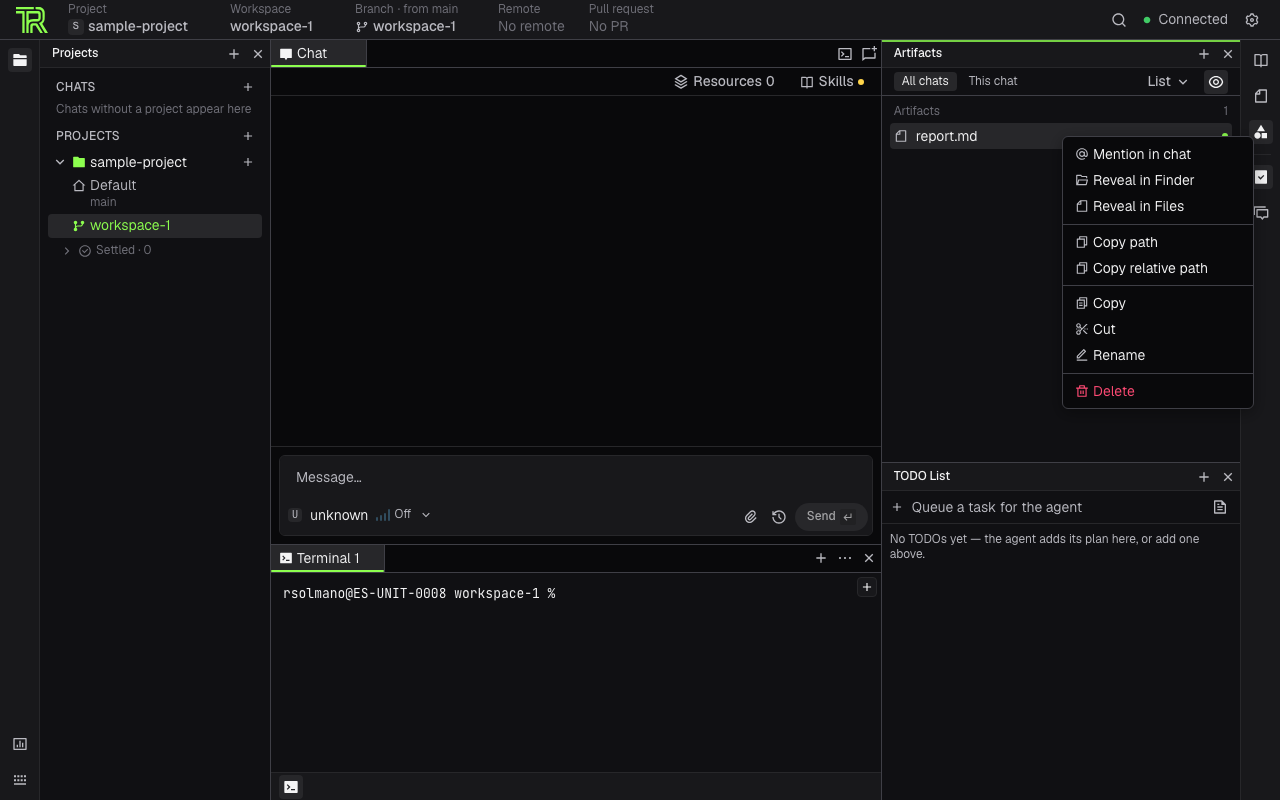 Project
S sample-project
Workspace
workspace-1
Branch · from main
workspace-1
Remote
No remote
Pull request
No PR
Connected
Projects
CHATS
Chats without a project appear here
PROJECTS
sample-project
Default
main
workspace-1
Settled · 0
Chat
Resources 0
Skills
Message…
U unknown Off
Send
Terminal 1
rsolmano@ES-UNIT-0008 workspace-1 %
Artifacts
All chats
This chat
List
Artifacts 1
report.md
Mention in chat
Reveal in Finder
Reveal in Files
Copy path
Copy relative path
Copy
Cut
Rename
Delete
TODO List
Queue a task for the agent
No TODOs yet — the agent adds its plan here, or add one
above.